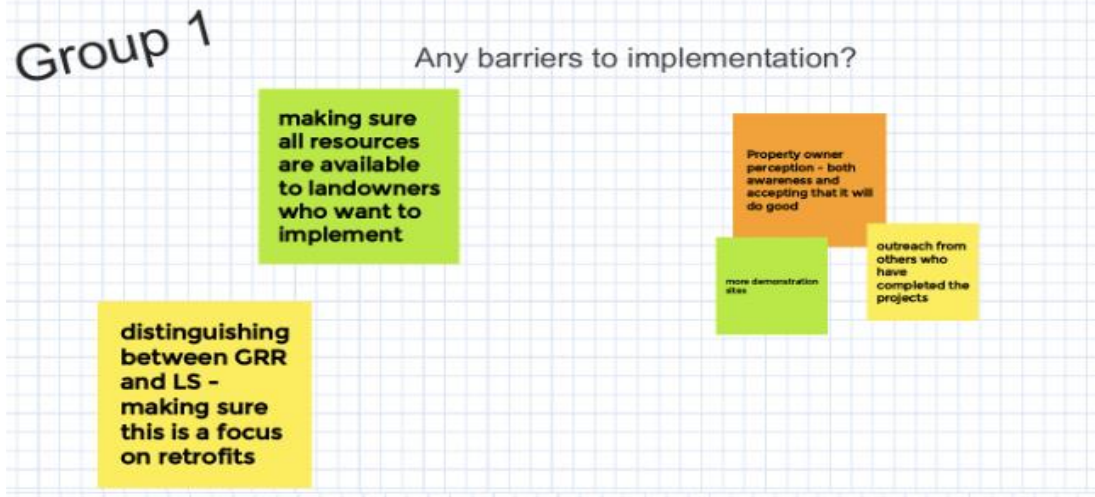 Group 1
Any barriers to implementation?
making sure
all resources
are available
to landowners
who want to
implement
Property owner
perception - both
awareness and
accepting that it will
do good
more demonstration
sites
outreach from
others who
have
completed the
projects
distinguishing
between GRR
and LS -
making sure
this is a focus
on retrofits